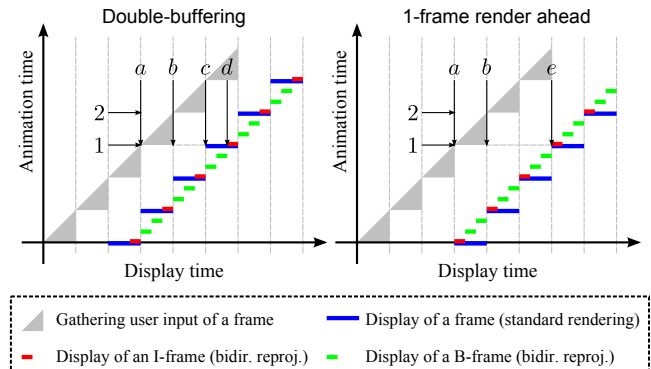 Double-buffering
1-frame render ahead
Animation time
a b c d
2
1
Display time
Animation time
a b e
2
1
Display time
Gathering user input of a frame
Display of a frame (standard rendering)
Display of an I-frame (bidir. reproj.)
Display of a B-frame (bidir. reproj.)